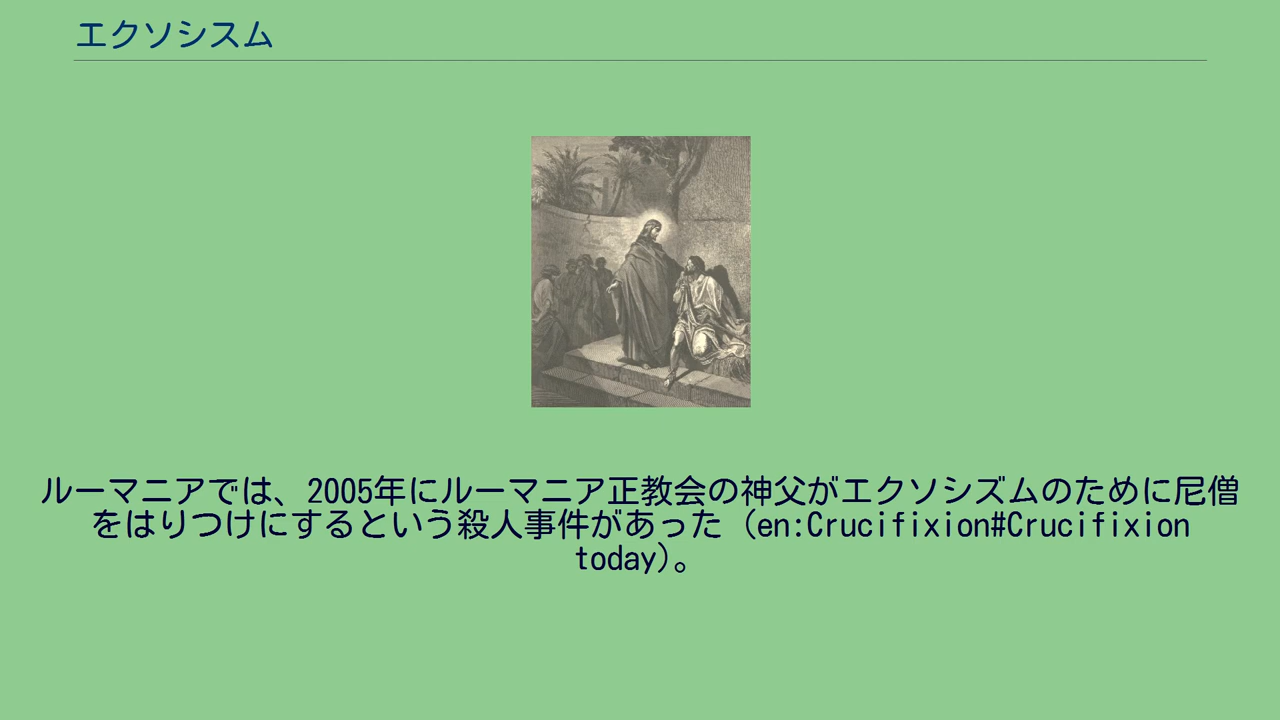 エクソシスム
ルーマニアでは、2005年にルーマニア正教会の神父がエクソシズムのために尼僧
をはりつけにするという殺人事件があった（en:Crucifixion#Crucifixion
today）。